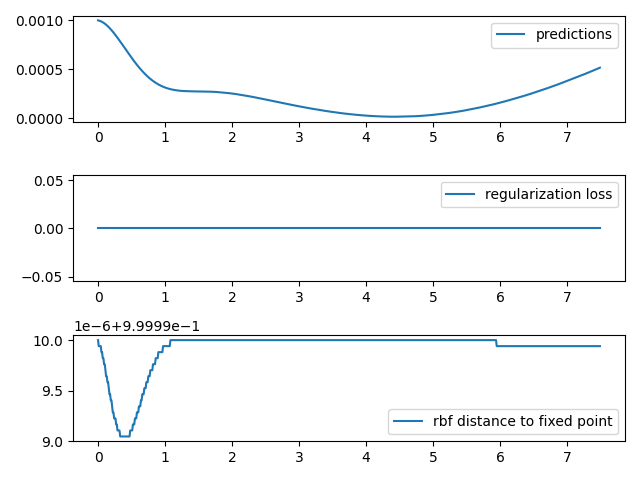 0.0010
0.0005
0.0000
predictions
0 1 2 3 4 5 6 7
0.05
0.00
−0.05
regularization loss
0 1 2 3 4 5 6 7
1e−6+9.9999e−1
10.0
9.5
9.0
rbf distance to fixed point
0 1 2 3 4 5 6 7